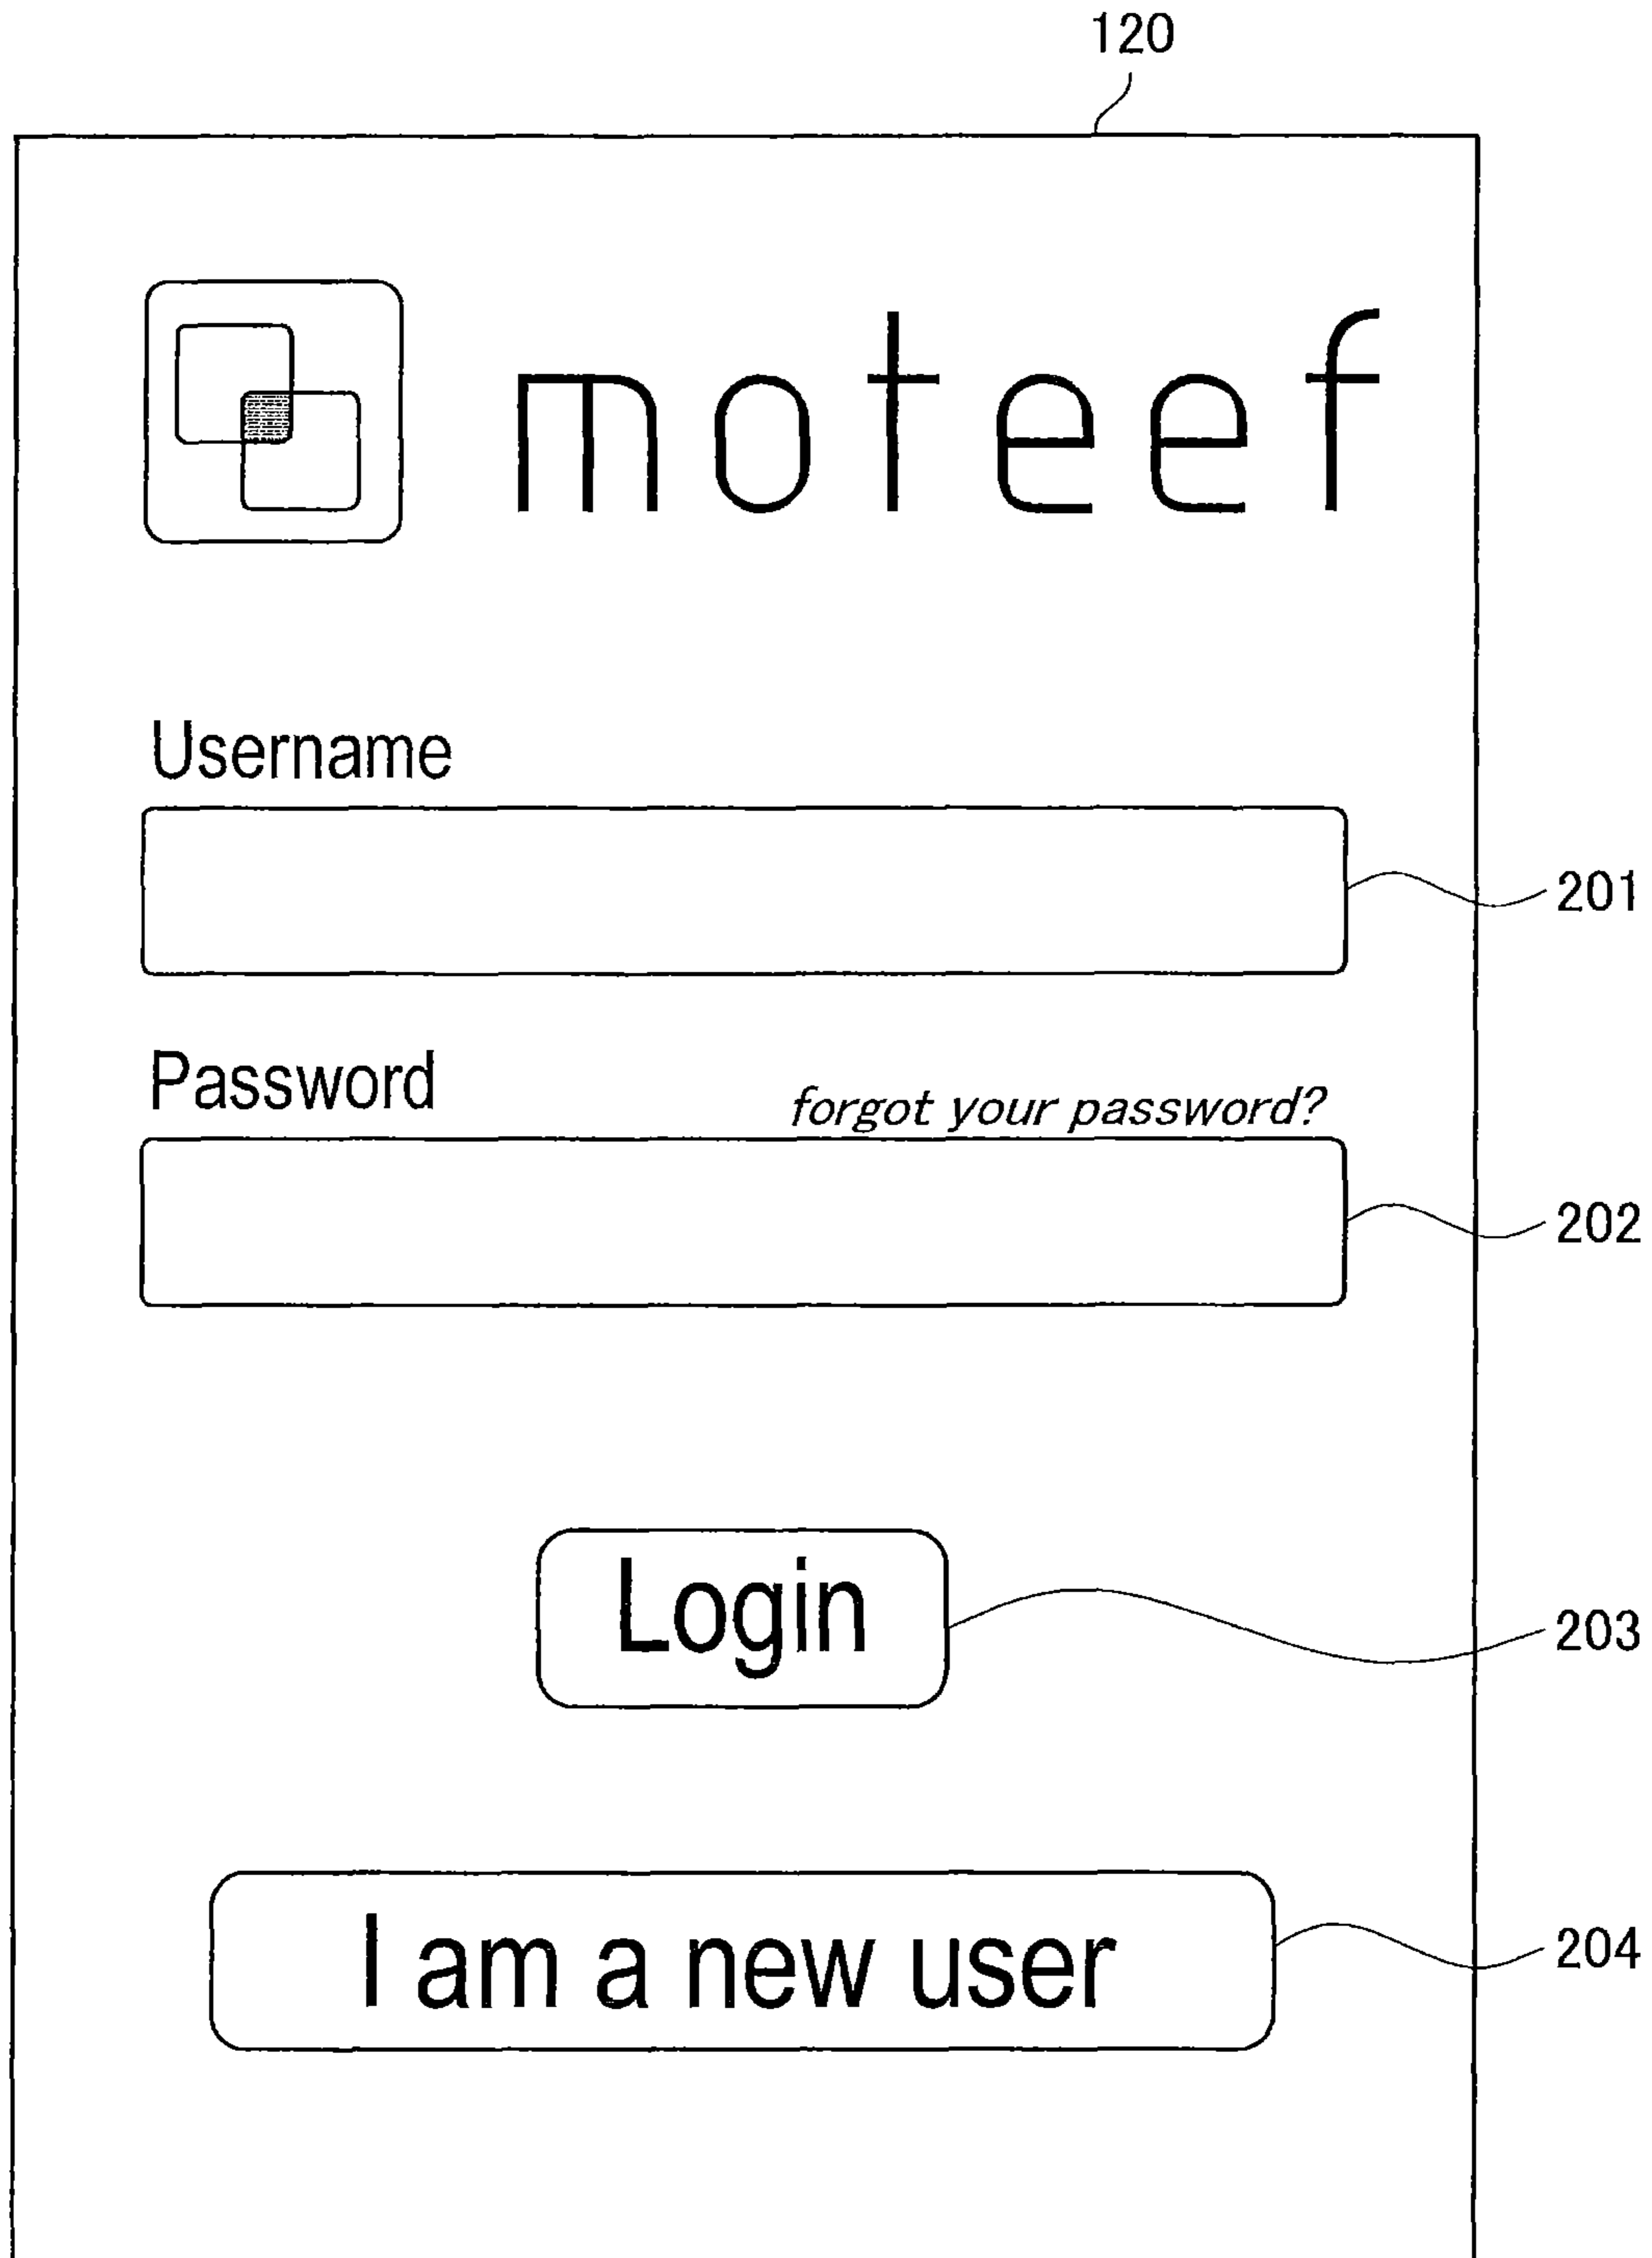 120
moteef
Username
201
Password
forgot your password?
202
Login
203
I am a new user
204